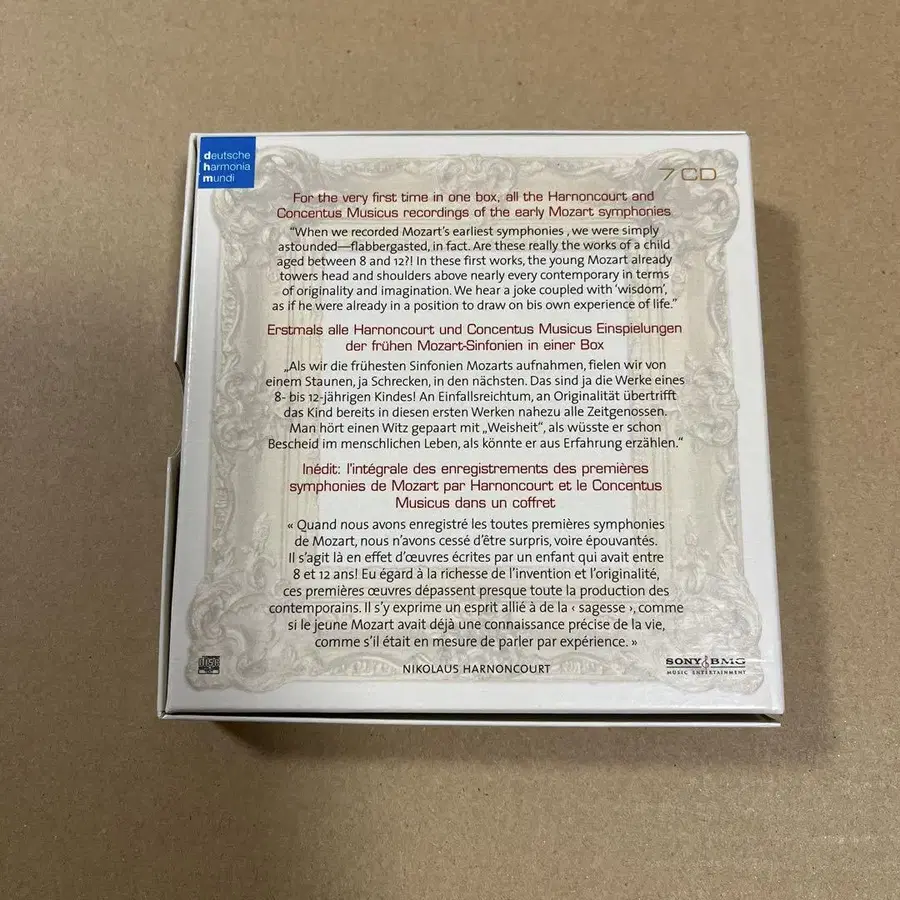 deutsche
harmonia
mundi
7 CD
For the very first time in one box, all the Harnoncourt and
Concentus Musicus recordings of the early Mozart symphonies
“When we recorded Mozart’s earliest symphonies , we were simply
astounded—flabbergasted, in fact. Are these really the works of a child
aged between 8 and 12?! In these first works, the young Mozart already
towers head and shoulders above nearly every contemporary in terms
of originality and imagination. We hear a joke coupled with ‘wisdom’,
as if he were already in a position to draw on his own experience of life.”
Erstmals alle Harnoncourt und Concentus Musicus Einspielungen
der frühen Mozart-Sinfonien in einer Box
„Als wir die frühesten Sinfonien Mozarts aufnahmen, fielen wir von
einem Staunen, ja Schrecken, in den nächsten. Das sind ja die Werke eines
8- bis 12-jährigen Kindes! An Einfallsreichtum, an Originalität übertrifft
das Kind bereits in diesen ersten Werken nahezu alle Zeitgenossen.
Man hört einen Witz gepaart mit „Weisheit“, als wüsste er schon
Bescheid im menschlichen Leben, als könnte er aus Erfahrung erzählen.“
Inédit: l’intégrale des enregistrements des premières
symphonies de Mozart par Harnoncourt et le Concentus
Musicus dans un coffret
« Quand nous avons enregistré les toutes premières symphonies
de Mozart, nous n’avons cessé d’être surpris, voire épouvantés.
Il s’agit là en effet d’œuvres écrites par un enfant qui avait entre
8 et 12 ans! Eu égard à la richesse de l’invention et l’originalité,
ces premières œuvres dépassent presque toute la production des
contemporains. Il s’y exprime un esprit allié à de la ‹ sagesse ›, comme
si le jeune Mozart avait déjà une connaissance précise de la vie,
comme s’il était en mesure de parler par expérience. »
NIKOLAUS HARNONCOURT
SONY BMG
MUSIC ENTERTAINMENT